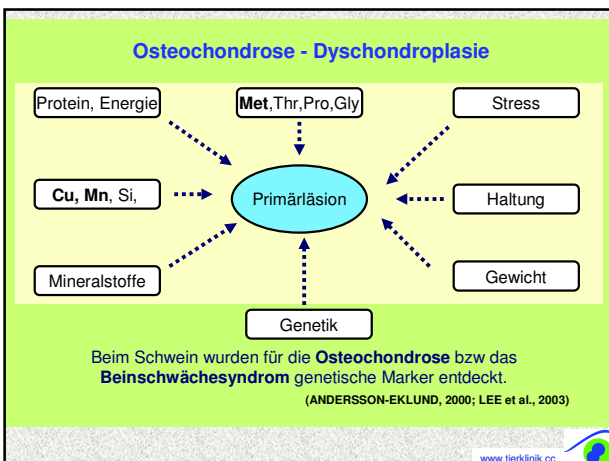 Osteochondrose - Dyschondroplasie
Protein, Energie
Met,Thr,Pro,Gly
Stress
Cu, Mn, Si,
Primärläsion
Haltung
Mineralstoffe
Gewicht
Genetik
Beim Schwein wurden für die Osteochondrose bzw das
Beinschwächesyndrom genetische Marker entdeckt.
(ANDERSSON-EKLUND, 2000; LEE et al., 2003)
www.tierklinik.cc